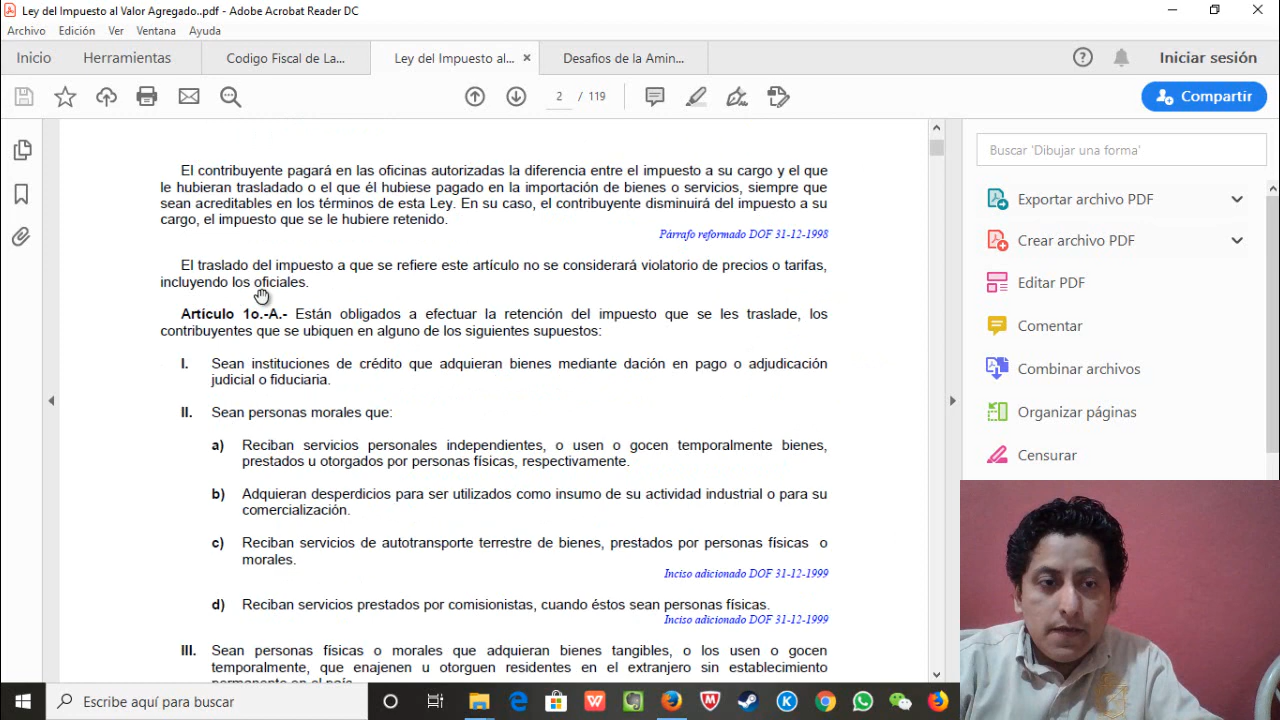 Ley del Impuesto al Valor Agregado..pdf - Adobe Acrobat Reader DC
Archivo Edición Ver Ventana Ayuda
Inicio Herramientas Codigo Fiscal de La... Ley del Impuesto al... Desafios de la Amin... Iniciar sesión
2 / 119 Compartir
Buscar 'Dibujar una forma'
Exportar archivo PDF
Crear archivo PDF
Editar PDF
Comentar
Combinar archivos
Organizar páginas
Censurar
El contribuyente pagará en las oficinas autorizadas la diferencia entre el impuesto a su cargo y el que
le hubieran trasladado o el que él hubiese pagado en la importación de bienes o servicios, siempre que
sean acreditables en los términos de esta Ley. En su caso, el contribuyente disminuirá del impuesto a su
cargo, el impuesto que se le hubiere retenido.
Párrafo reformado DOF 31-12-1998
El traslado del impuesto a que se refiere este artículo no se considerará violatorio de precios o tarifas,
incluyendo los oficiales.
Artículo 1o.-A.- Están obligados a efectuar la retención del impuesto que se les traslade, los
contribuyentes que se ubiquen en alguno de los siguientes supuestos:
I. Sean instituciones de crédito que adquieran bienes mediante dación en pago o adjudicación
judicial o fiduciaria.
II. Sean personas morales que:
a) Reciban servicios personales independientes, o usen o gocen temporalmente bienes,
prestados u otorgados por personas físicas, respectivamente.
b) Adquieran desperdicios para ser utilizados como insumo de su actividad industrial o para su
comercialización.
c) Reciban servicios de autotransporte terrestre de bienes, prestados por personas físicas o
morales.
Inciso adicionado DOF 31-12-1999
d) Reciban servicios prestados por comisionistas, cuando éstos sean personas físicas.
Inciso adicionado DOF 31-12-1999
III. Sean personas físicas o morales que adquieran bienes tangibles, o los usen o gocen
temporalmente, que enajenen u otorguen residentes en el extranjero sin establecimiento
permanente en el país.
Escribe aquí para buscar